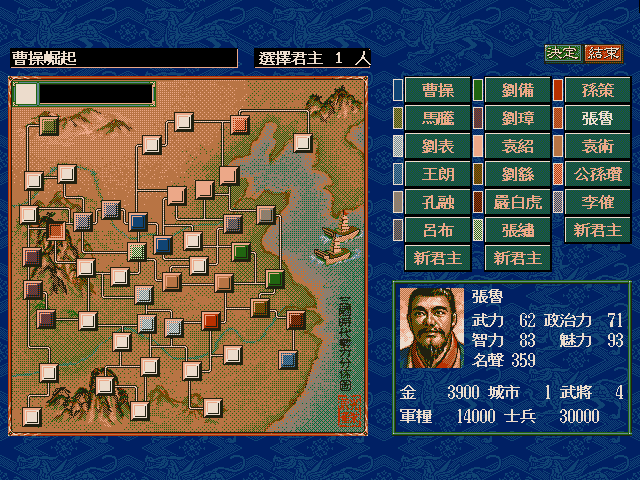 曹操崛起
選擇君主 1 人
決定 結束
曹操 劉備 孫策
馬騰 劉璋 張魯
劉表 袁紹 袁術
王朗 劉繇 公孫瓚
孔融 嚴白虎 李傕
呂布 張繡 新君主
新君主 新君主
張魯
武力 62 政治力 71
智力 83 魅力 93
名聲 359
金 3900 城市 1 武將 4
軍糧 14000 士兵 30000